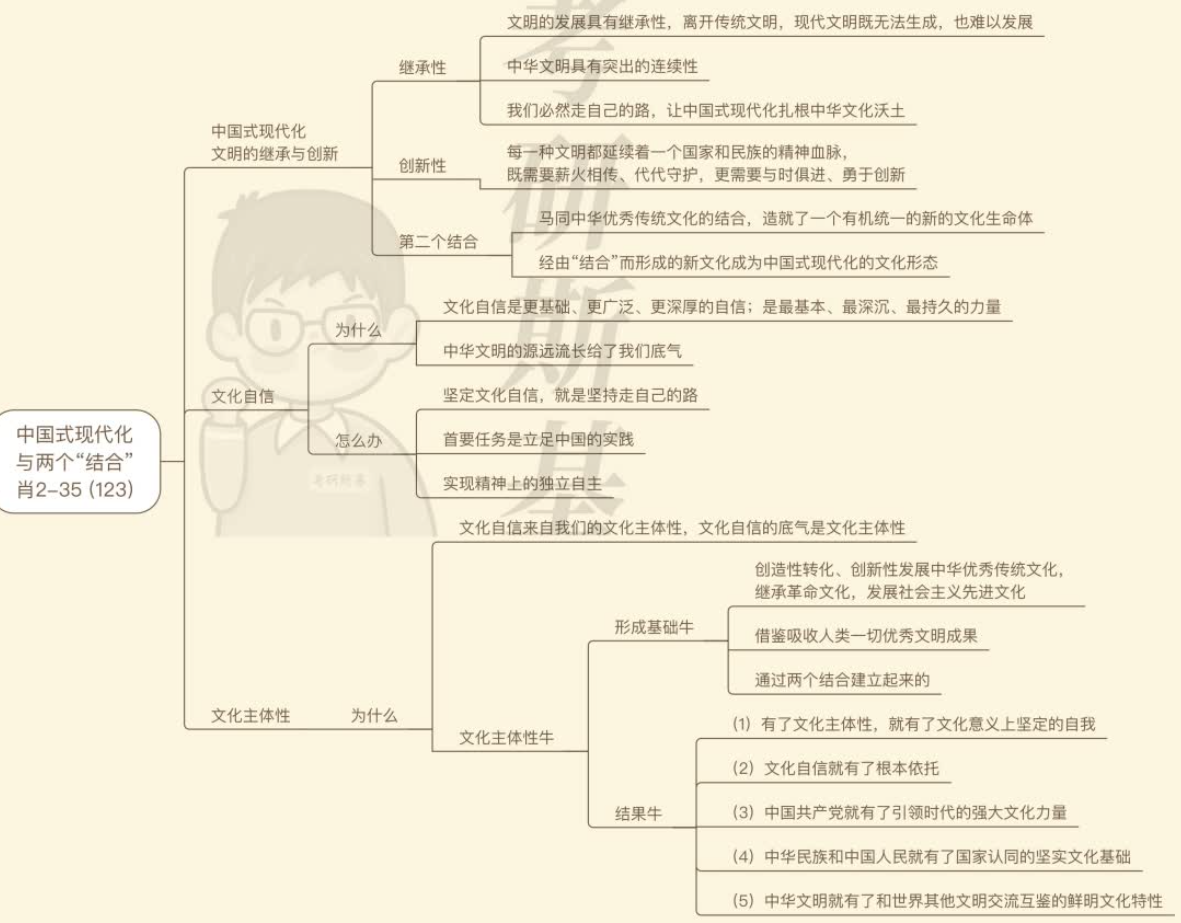 中国式现代化
与两个“结合”
肖2-35 (123)
中国式现代化
文明的继承与创新
继承性
文明的发展具有继承性，离开传统文明，现代文明既无法生成，也难以发展
中华文明具有突出的连续性
我们必然走自己的路，让中国式现代化扎根中华文化沃土
创新性
每一种文明都延续着一个国家和民族的精神血脉，
既需要薪火相传、代代守护，更需要与时俱进、勇于创新
第二个结合
马同中华优秀传统文化的结合，造就了一个有机统一的新的文化生命体
经由“结合”而形成的新文化成为中国式现代化的文化形态
文化自信
为什么
文化自信是更基础、更广泛、更深厚的自信；是最基本、最深沉、最持久的力量
中华文明的源远流长给了我们底气
怎么办
坚定文化自信，就是坚持走自己的路
首要任务是立足中国的实践
实现精神上的独立自主
文化主体性
为什么
文化自信来自我们的文化主体性，文化自信的底气是文化主体性
文化主体性牛
形成基础牛
创造性转化、创新性发展中华优秀传统文化，
继承革命文化，发展社会主义先进文化
借鉴吸收人类一切优秀文明成果
通过两个结合建立起来的
结果牛
（1）有了文化主体性，就有了文化意义上坚定的自我
（2）文化自信就有了根本依托
（3）中国共产党就有了引领时代的强大文化力量
（4）中华民族和中国人民就有了国家认同的坚实文化基础
（5）中华文明就有了和世界其他文明交流互鉴的鲜明文化特性
考研斯基
考研斯基